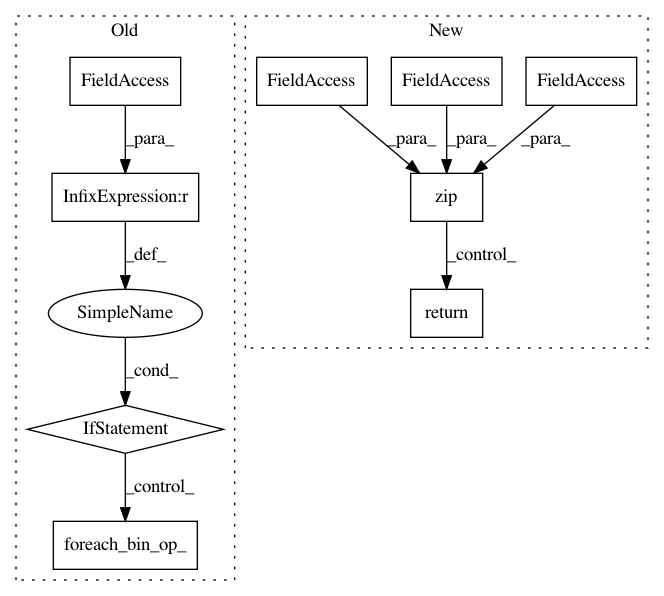 Old
New
FieldAccess
FieldAccess
FieldAccess
FieldAccess
_para_
_para_
_para_
_para_
InfixExpression:r
zip
_def_
_control_
SimpleName
return
_cond_
IfStatement
_control_
foreach_bin_op_